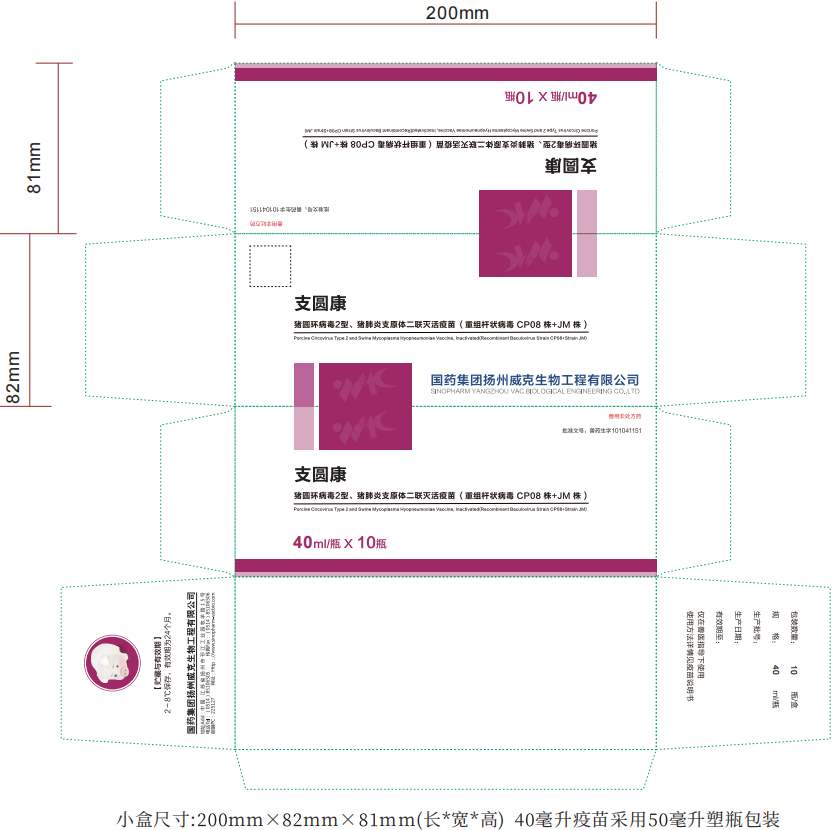 200mm
40ml/瓶 X 10瓶
Porcine Circovirus Type 2 and Swine Mycoplasma Hyopneumoniae Vaccine, Inactivated(Recombinant Baculovirus Strain CP08+Strain JM)
猪圆环病毒2型、猪肺炎支原体二联灭活疫苗（重组杆状病毒 CP08 株+JM 株）
支圆康
批准文号：兽药生字101041151
兽用非处方药
81mm
支圆康
猪圆环病毒2型、猪肺炎支原体二联灭活疫苗（重组杆状病毒 CP08 株+JM 株）
Porcine Circovirus Type 2 and Swine Mycoplasma Hyopneumoniae Vaccine, Inactivated(Recombinant Baculovirus Strain CP08+Strain JM)
82mm
国药集团扬州威克生物工程有限公司
SINOPHARM YANGZHOU VAC BIOLOGICAL ENGINEERING CO.,LTD
兽用非处方药
批准文号：兽药生字101041151
支圆康
猪圆环病毒2型、猪肺炎支原体二联灭活疫苗（重组杆状病毒 CP08 株+JM 株）
Porcine Circovirus Type 2 and Swine Mycoplasma Hyopneumoniae Vaccine, Inactivated(Recombinant Baculovirus Strain CP08+Strain JM)
40ml/瓶 X 10瓶
【贮藏与有效期】
2－8℃保存，有效期为24个月。
国药集团扬州威克生物工程有限公司
包装数量： 10 瓶/盒
规 格： 40 ml/瓶
生产批号：
生产日期：
有效期至：
仅在兽医指导下使用
使用方法详情见疫苗说明书
小盒尺寸:200mm×82mm×81mm(长*宽*高) 40毫升疫苗采用50毫升塑瓶包装